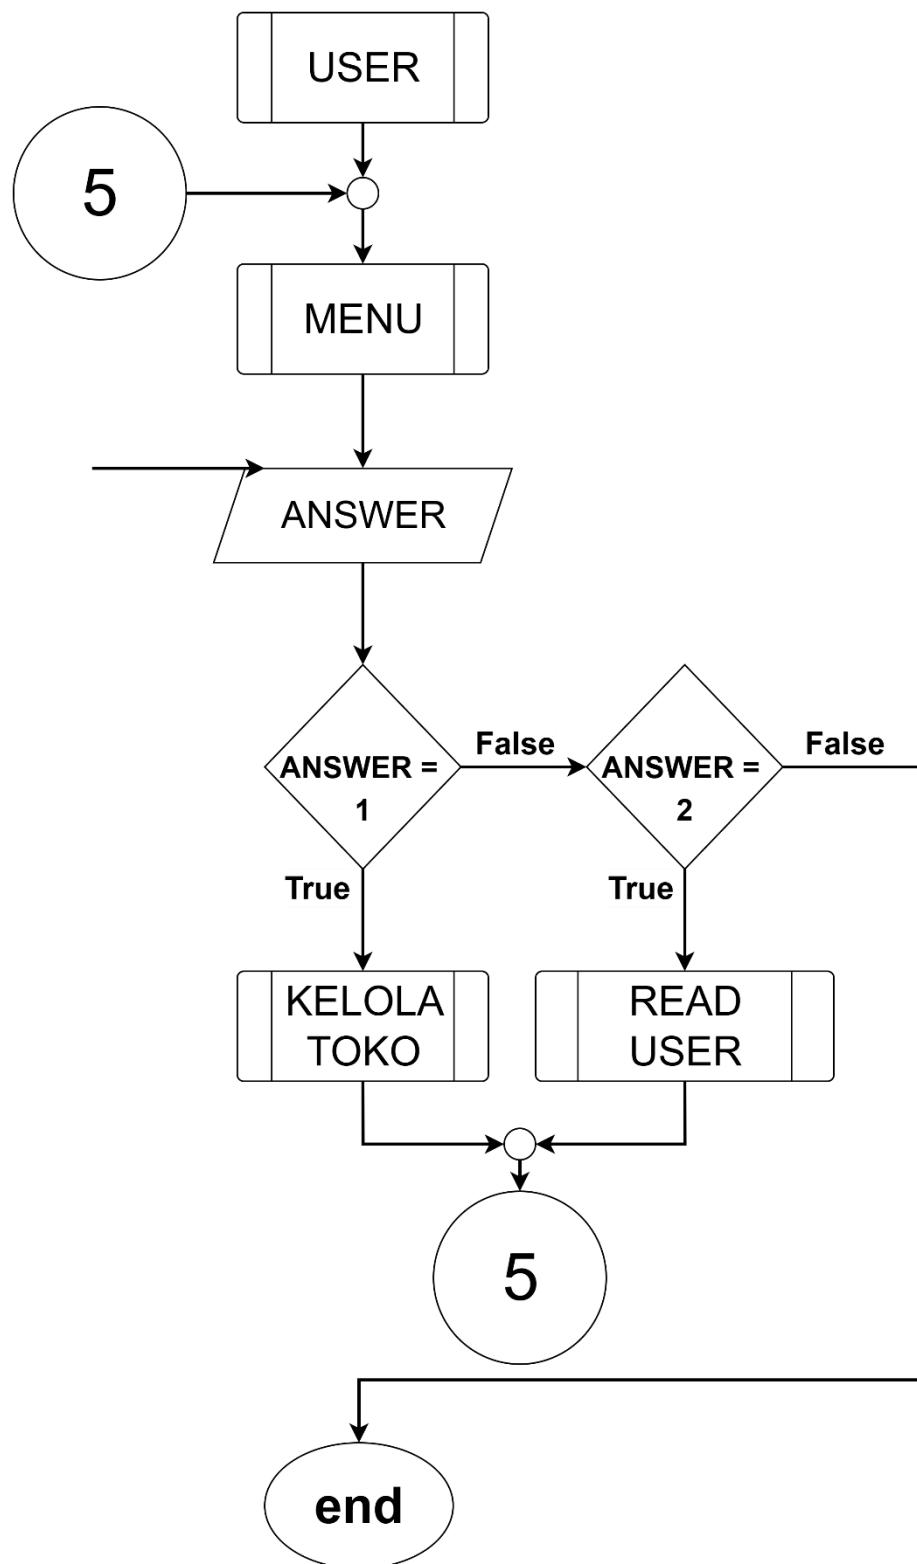 USER
5
MENU
ANSWER
False
False
ANSWER =
1
ANSWER =
2
True
True
KELOLA
TOKO
READ
USER
5
end